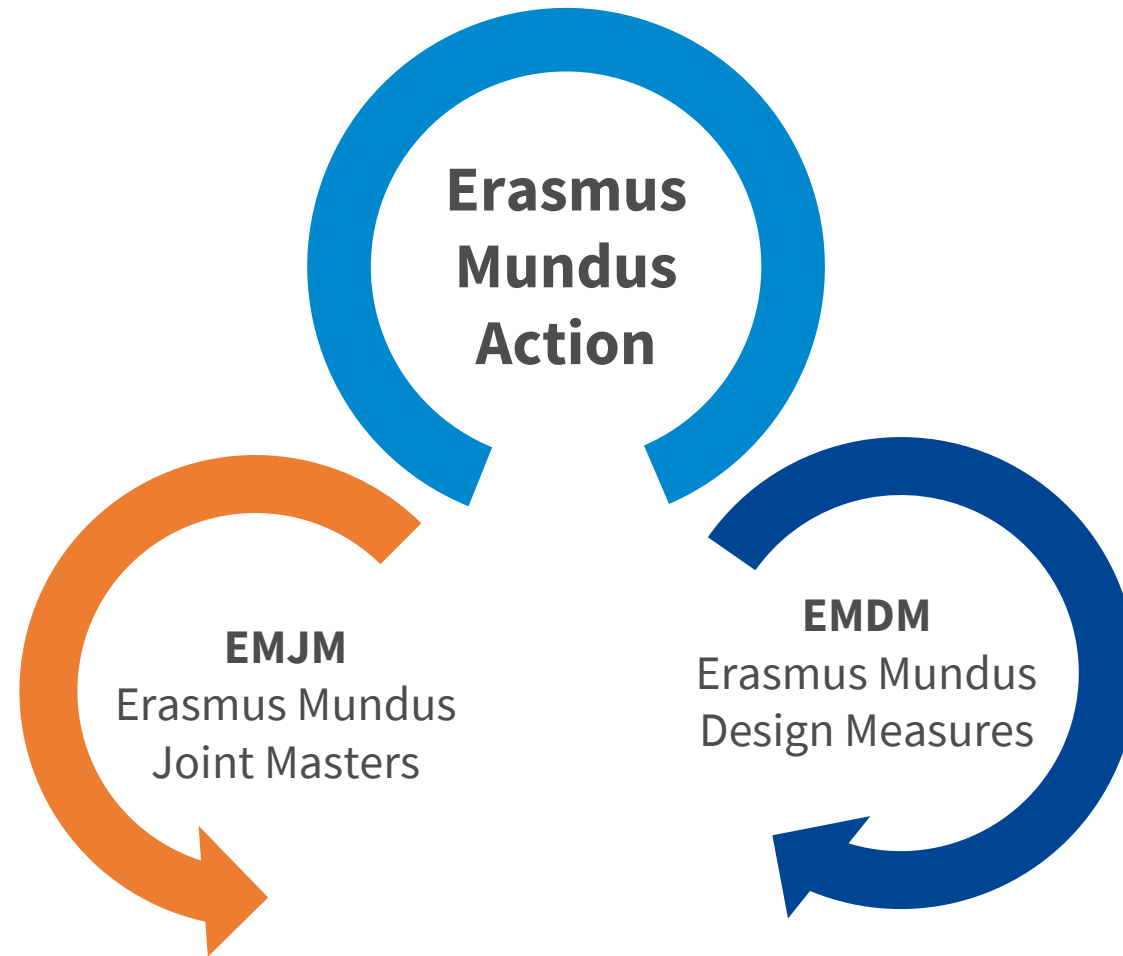 Erasmus
Mundus
Action
EMJM
Erasmus Mundus
Joint Masters
EMDM
Erasmus Mundus
Design Measures